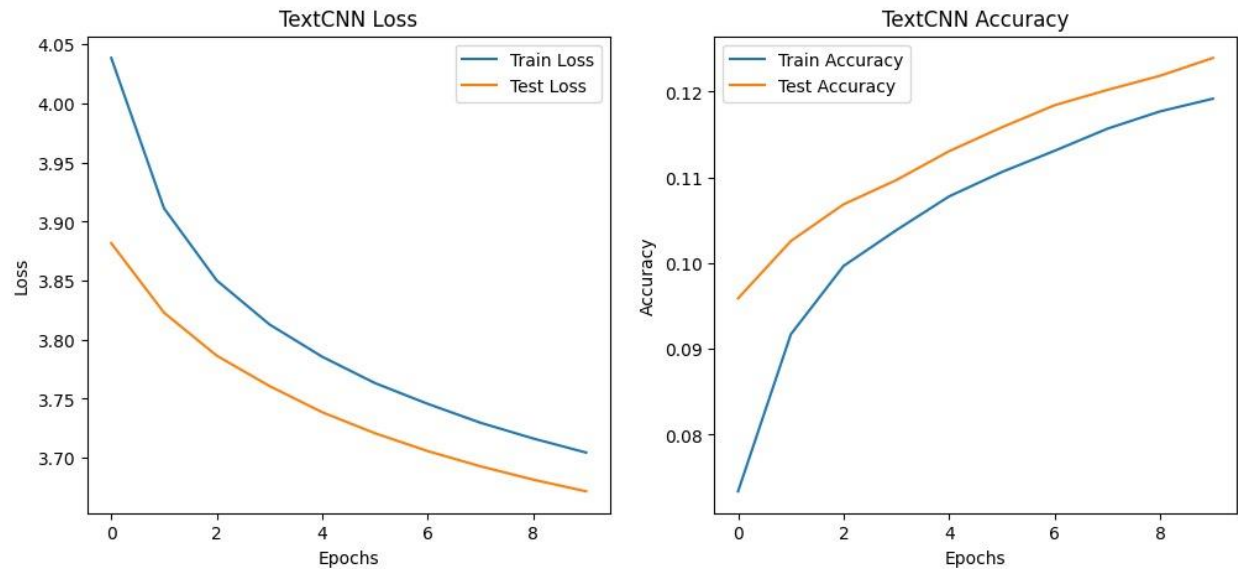 TextCNN Loss
4.05
4.00
3.95
3.90
3.85
3.80
3.75
3.70
Loss
Train Loss
Test Loss
0 2 4 6 8
Epochs
TextCNN Accuracy
0.12
0.11
0.10
0.09
0.08
Accuracy
Train Accuracy
Test Accuracy
0 2 4 6 8
Epochs